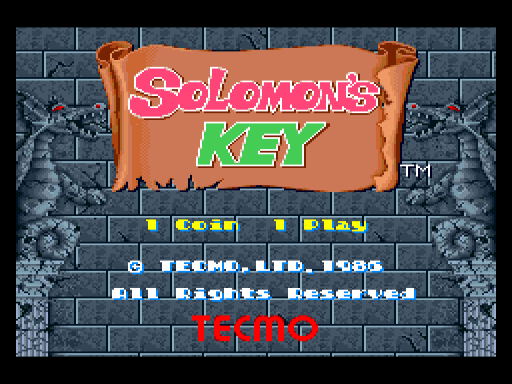 SOLOMON'S
KEY
TM
1 Coin 1 Play
© TECMO,LTD.1986
All Rights Reserved
TECMO